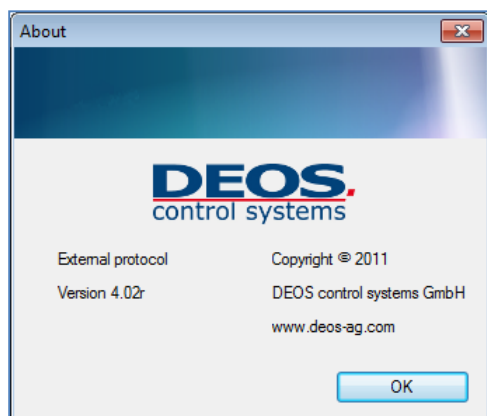 About
DEOS.
control systems
External protocol
Copyright © 2011
Version 4.02r
DEOS control systems GmbH
www.deos-ag.com
OK